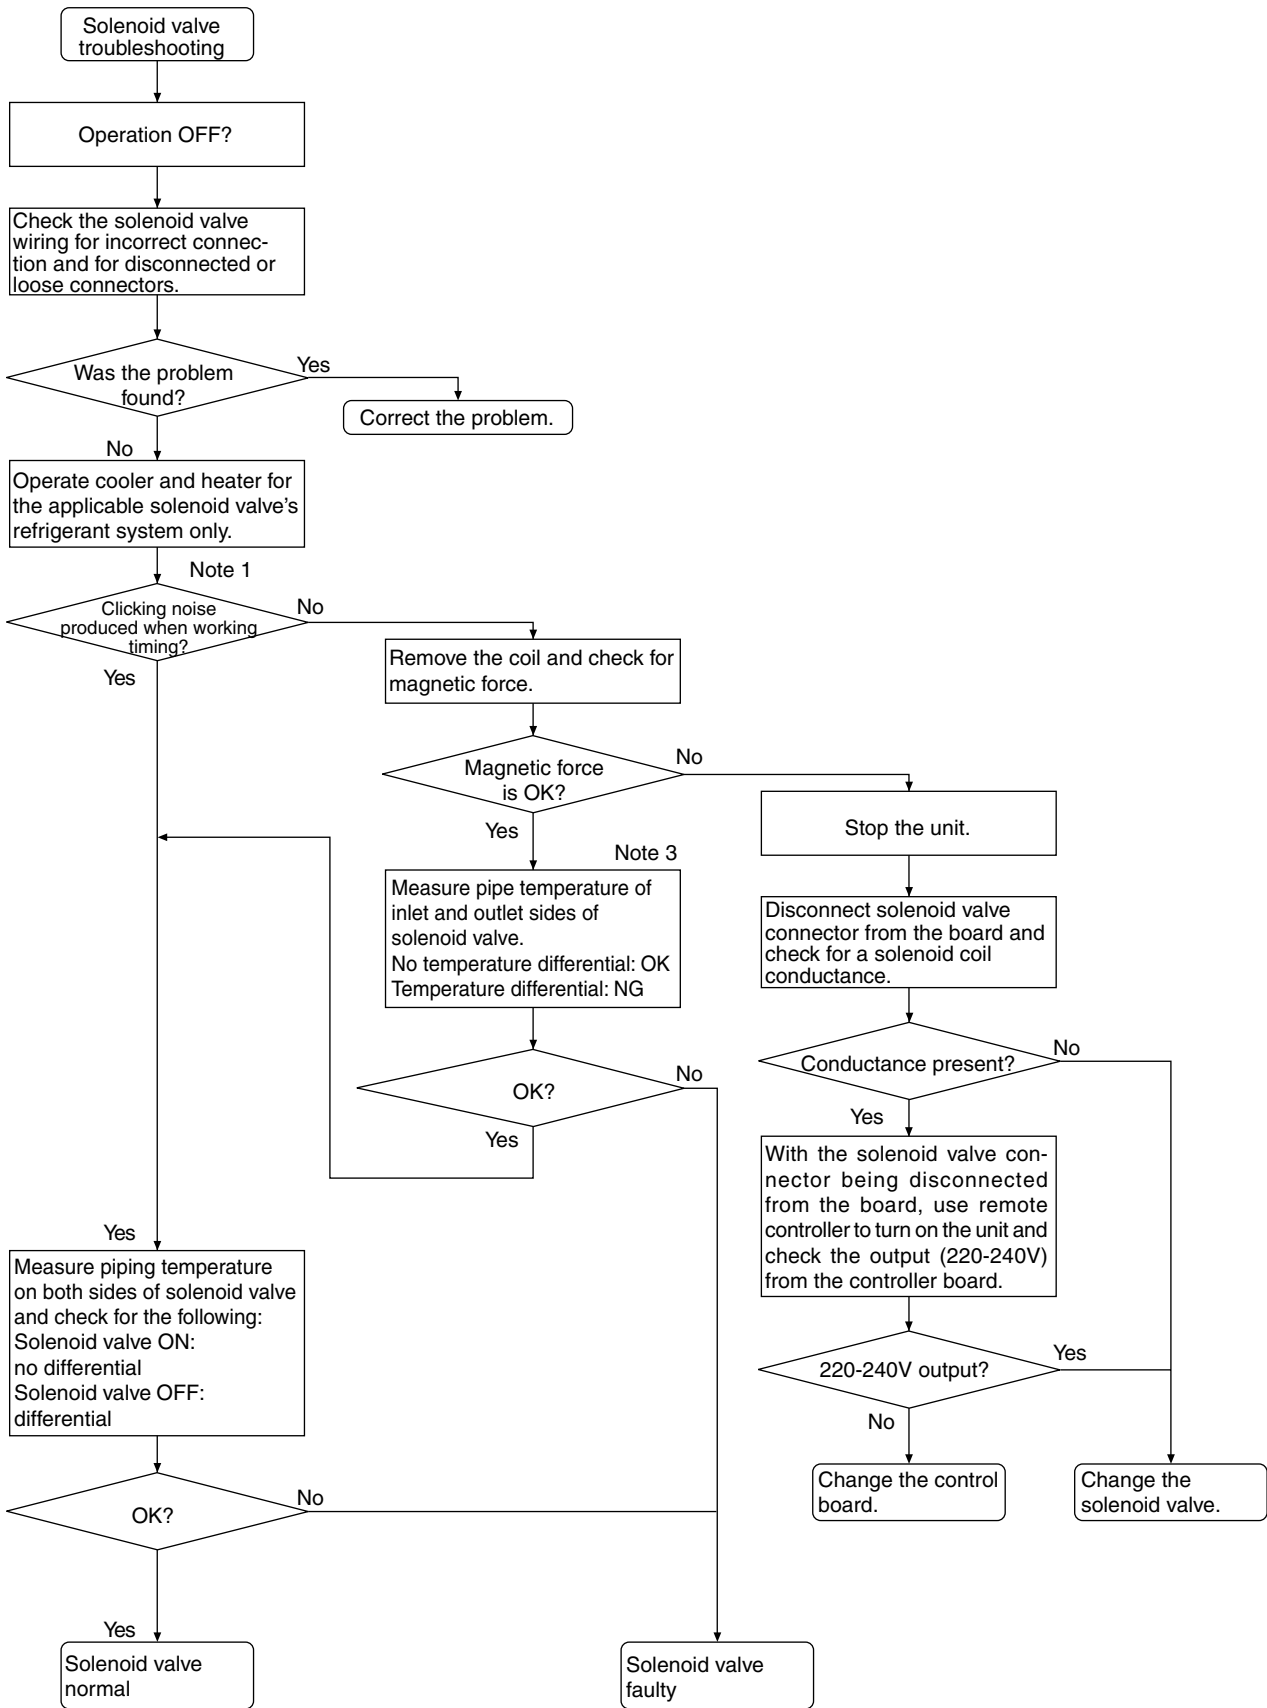 Solenoid valve
troubleshooting
Operation OFF?
Check the solenoid valve
wiring for incorrect connec-
tion and for disconnected or
loose connectors.
Was the problem
found?
Yes
Correct the problem.
No
Operate cooler and heater for
the applicable solenoid valve's
refrigerant system only.
Note 1
Clicking noise
produced when working
timing?
No
Yes
Remove the coil and check for
magnetic force.
Magnetic force
is OK?
No
Yes
Stop the unit.
Note 3
Measure pipe temperature of
inlet and outlet sides of
solenoid valve.
No temperature differential: OK
Temperature differential: NG
Disconnect solenoid valve
connector from the board and
check for a solenoid coil
conductance.
OK?
No
Yes
Conductance present?
No
Yes
With the solenoid valve con-
nector being disconnected
from the board, use remote
controller to turn on the unit and
check the output (220-240V)
from the controller board.
Yes
Measure piping temperature
on both sides of solenoid valve
and check for the following:
Solenoid valve ON:
no differential
Solenoid valve OFF:
differential
220-240V output?
Yes
No
Change the control
board.
Change the
solenoid valve.
OK?
No
Yes
Solenoid valve
normal
Solenoid valve
faulty